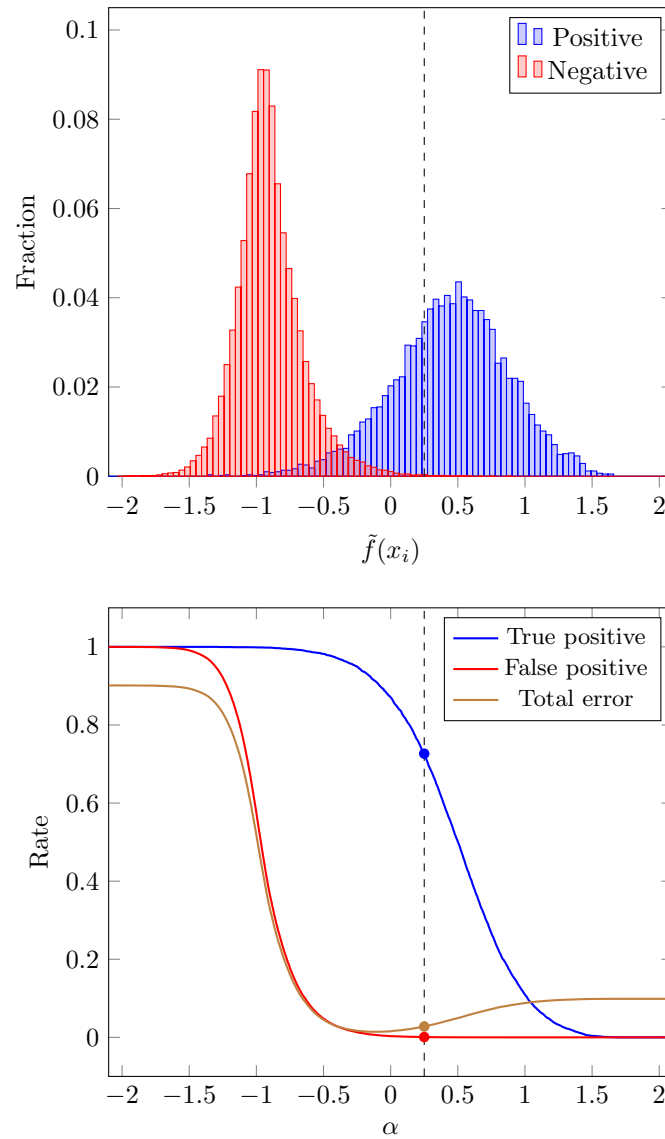 0.1
0.08
0.06
0.04
0.02
0
Fraction
Positive
Negative
−2 −1.5 −1 −0.5 0 0.5 1 1.5 2
f̃(x_i)
1
0.8
0.6
0.4
0.2
0
Rate
True positive
False positive
Total error
−2 −1.5 −1 −0.5 0 0.5 1 1.5 2
α